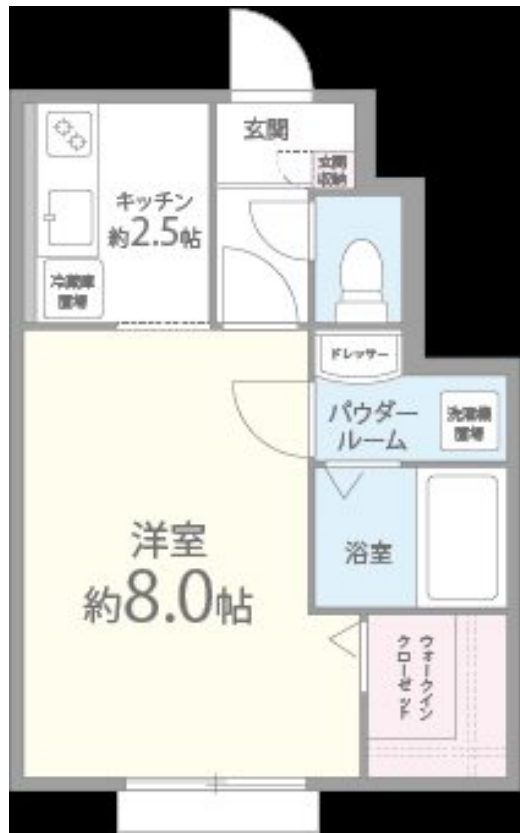 玄関
玄関
収納
キッチン
約2.5帖
冷蔵庫
置場
ドレッサー
パウダー
ルーム
洗濯機
置場
洋室
約8.0帖
浴室
ウォークイン
クローゼット